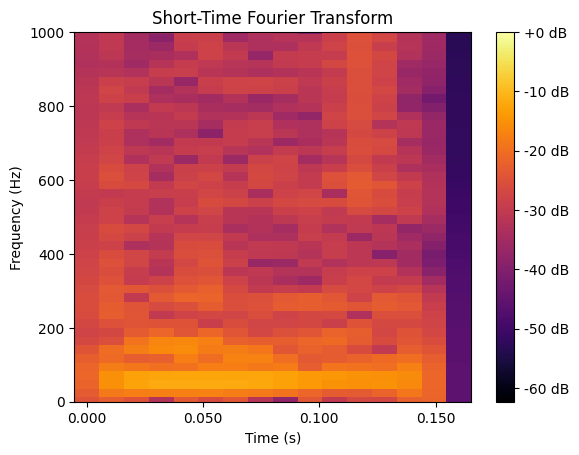 Short-Time Fourier Transform
1000
800
600
400
200
0
Frequency (Hz)
0.000
0.050
0.100
0.150
Time (s)
+0 dB
-10 dB
-20 dB
-30 dB
-40 dB
-50 dB
-60 dB